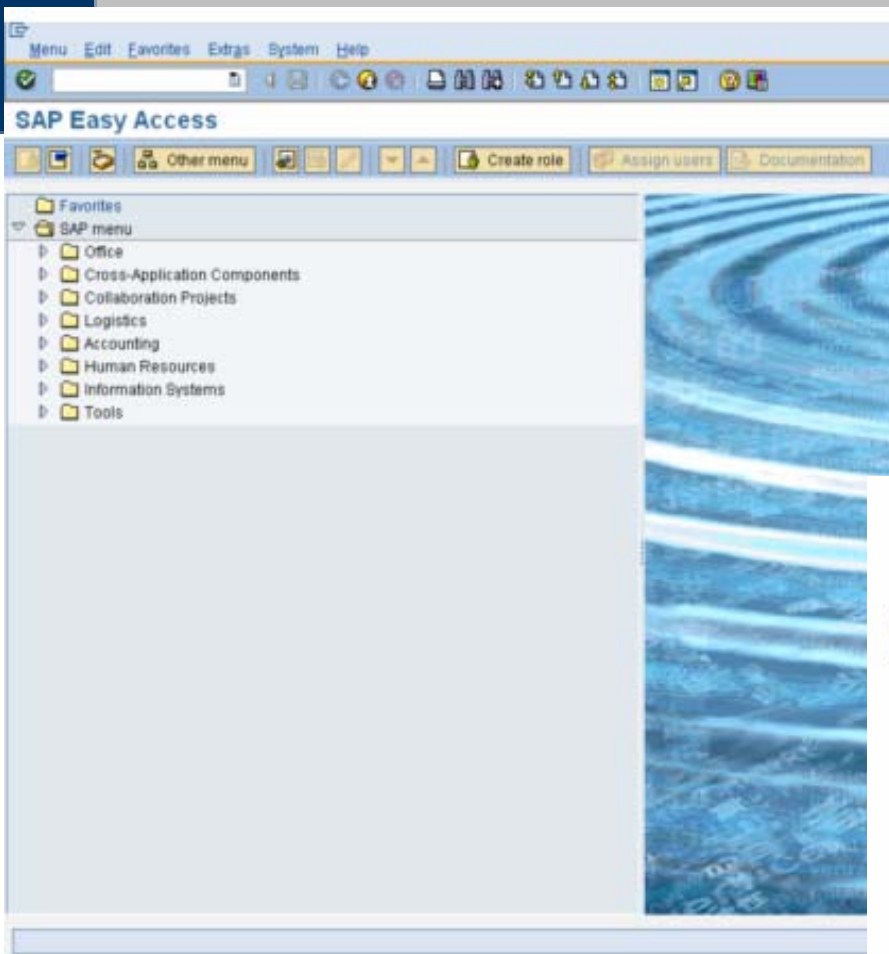 Menu Edit Favorites Extras System Help
SAP Easy Access
Other menu Create role Assign users Documentation
Favorites
SAP menu
Office
Cross-Application Components
Collaboration Projects
Logistics
Accounting
Human Resources
Information Systems
Tools